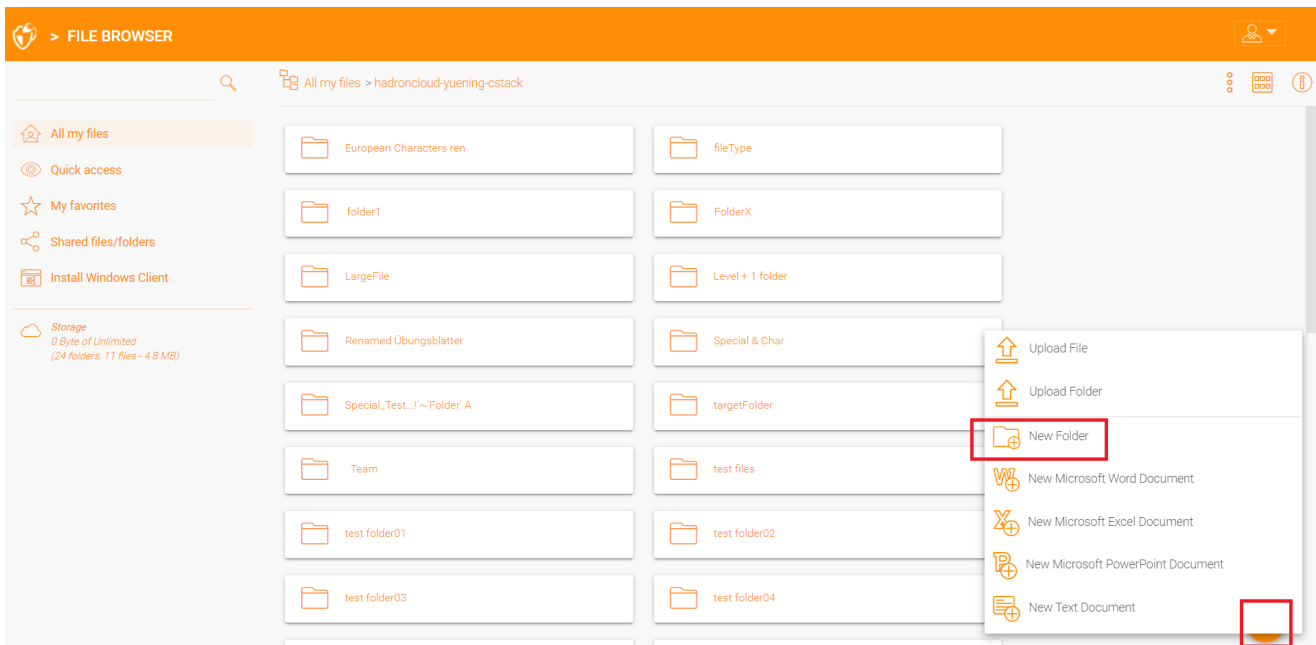 > FILE BROWSER
All my files > hadroncloud-yuening-cstack
All my files
Quick access
My favorites
Shared files/folders
Install Windows Client
Storage
0 Byte of Unlimited
(24 folders, 11 files - 4.8 MB)
European Characters ren
fileType
folder1
FolderX
LargeFile
Level + 1 folder
Renamed Übungsblätter
Special & Char
Special_Test...!`~'Folder' A
targetFolder
Team
test files
test folder01
test folder02
test folder03
test folder04
Upload File
Upload Folder
New Folder
New Microsoft Word Document
New Microsoft Excel Document
New Microsoft PowerPoint Document
New Text Document